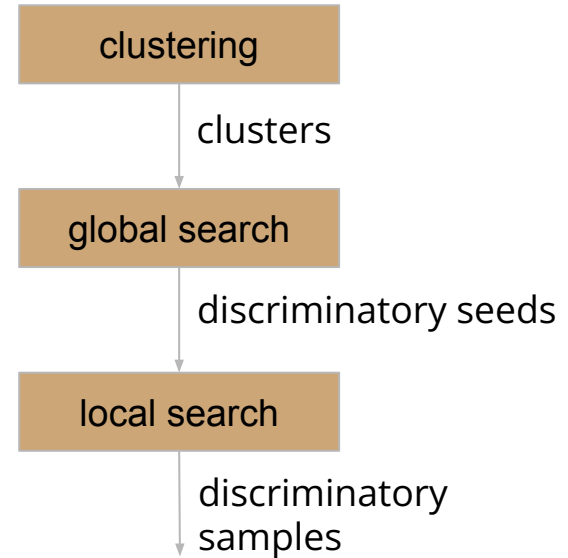 clustering
clusters
global search
discriminatory seeds
local search
discriminatory
samples